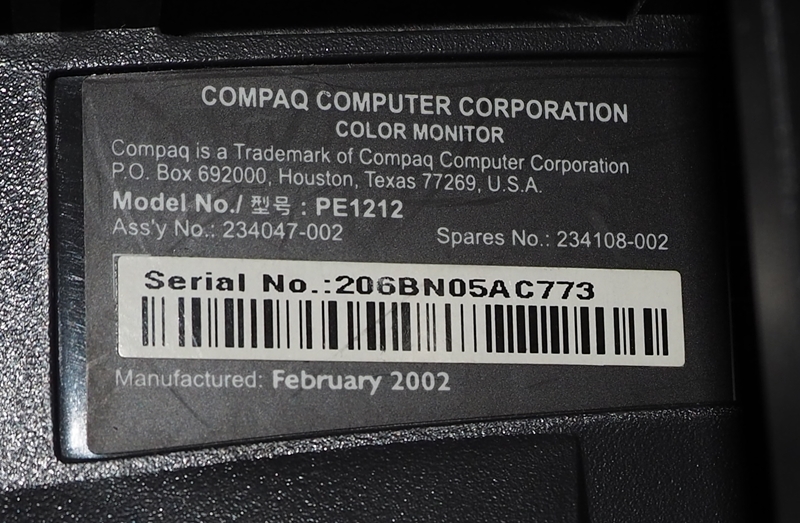 COMPAQ COMPUTER CORPORATION
COLOR MONITOR
Compaq is a Trademark of Compaq Computer Corporation
P.O. Box 692000, Houston, Texas 77269, U.S.A.
Model No./ 型号 : PE1212
Ass'y No.: 234047-002 Spares No.: 234108-002
Serial No.:206BN05AC773
Manufactured: February 2002